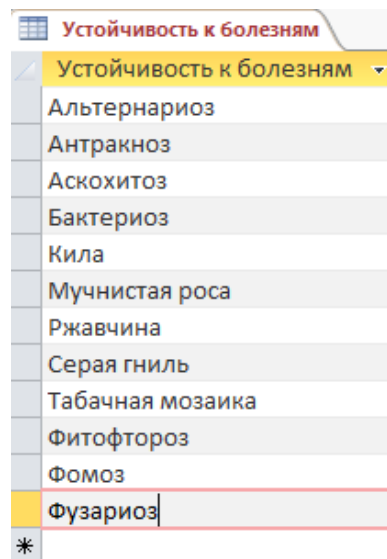 Устойчивость к болезням
Устойчивость к болезням
Альтернариоз
Антракноз
Аскохитоз
Бактериоз
Кила
Мучнистая роса
Ржавчина
Серая гниль
Табачная мозаика
Фитофтороз
Фомоз
Фузариоз